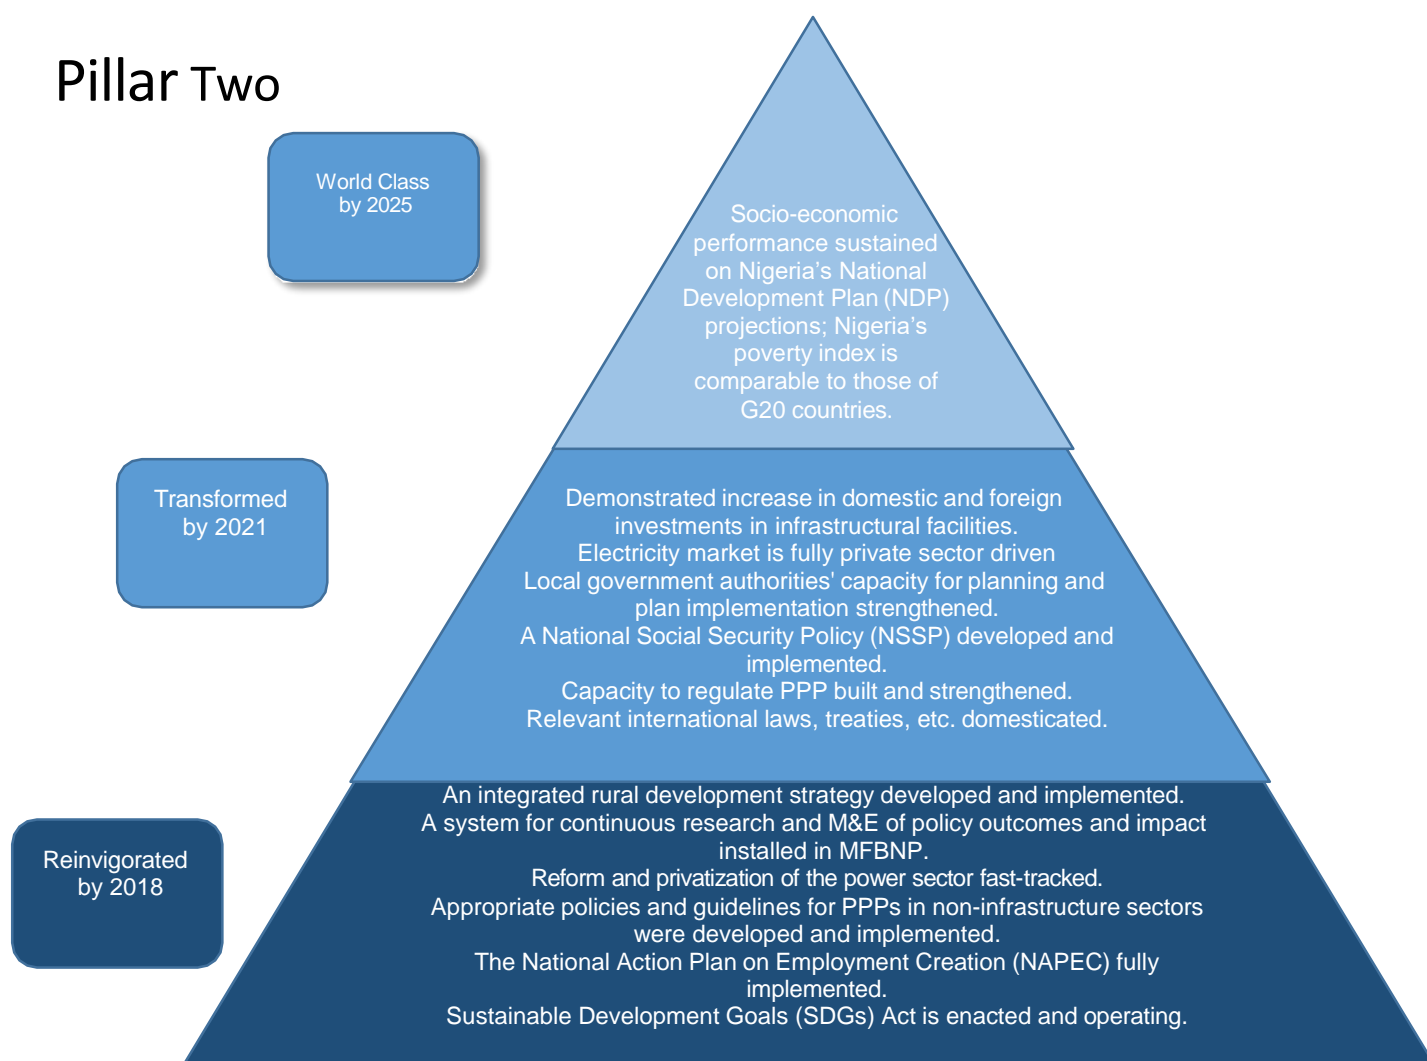 Pillar Two
World Class
by 2025
Socio-economic
performance sustained
on Nigeria’s National
Development Plan (NDP)
projections; Nigeria’s
poverty index is
comparable to those of
G20 countries.
Transformed
by 2021
Demonstrated increase in domestic and foreign
investments in infrastructural facilities.
Electricity market is fully private sector driven
Local government authorities' capacity for planning and
plan implementation strengthened.
A National Social Security Policy (NSSP) developed and
implemented.
Capacity to regulate PPP built and strengthened.
Relevant international laws, treaties, etc. domesticated.
Reinvigorated
by 2018
An integrated rural development strategy developed and implemented.
A system for continuous research and M&E of policy outcomes and impact
installed in MFBNP.
Reform and privatization of the power sector fast-tracked.
Appropriate policies and guidelines for PPPs in non-infrastructure sectors
were developed and implemented.
The National Action Plan on Employment Creation (NAPEC) fully
implemented.
Sustainable Development Goals (SDGs) Act is enacted and operating.